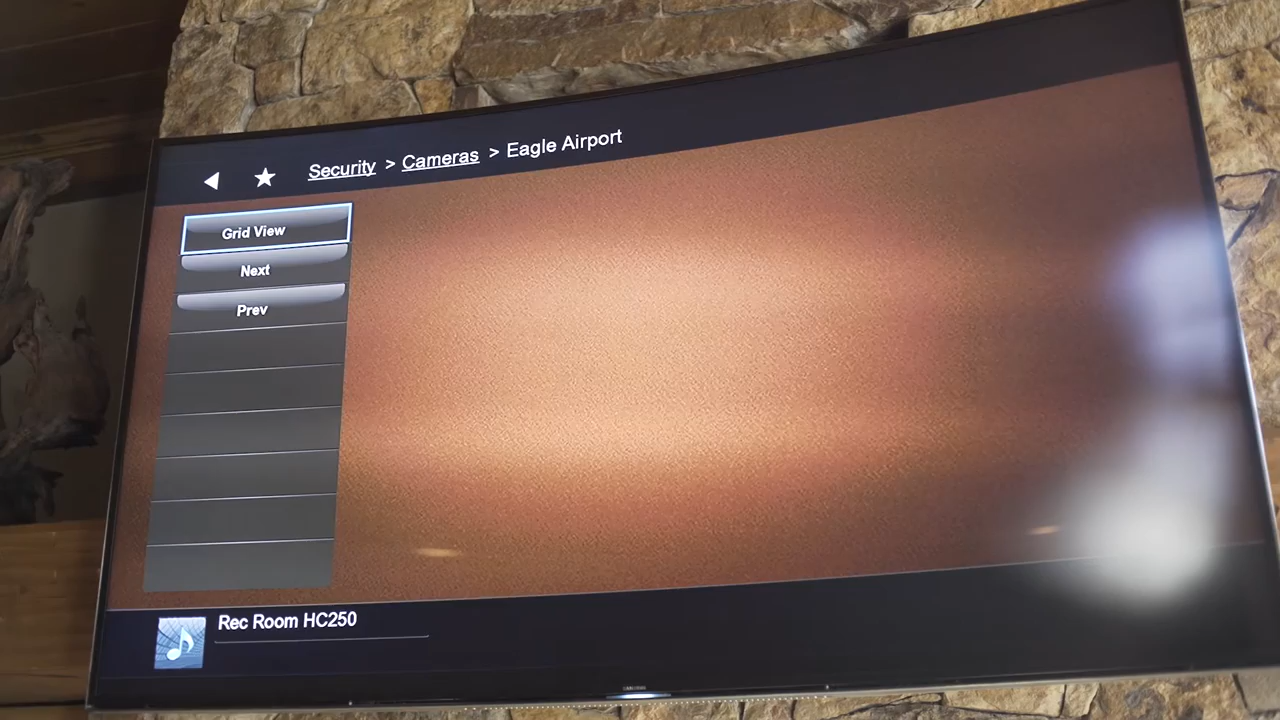 Security > Cameras > Eagle Airport
Grid View
Next
Prev
Rec Room HC250